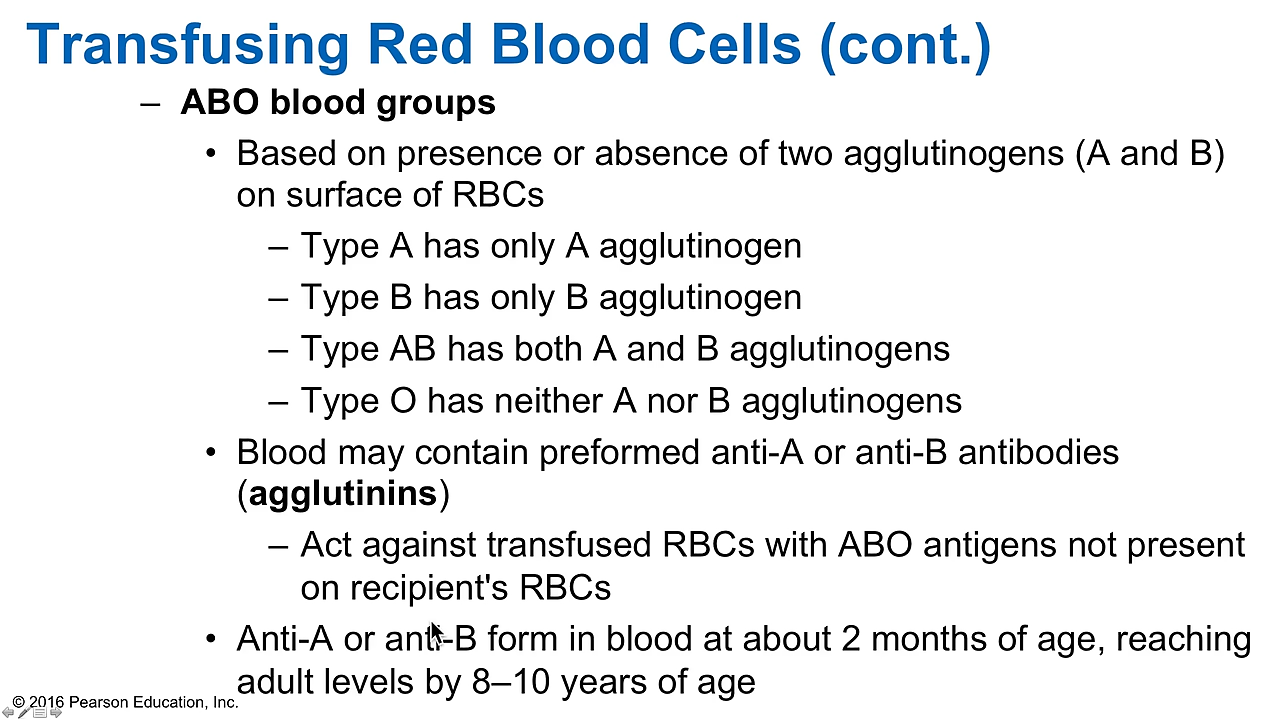 Transfusing Red Blood Cells (cont.)
– ABO blood groups
• Based on presence or absence of two agglutinogens (A and B)
on surface of RBCs
– Type A has only A agglutinogen
– Type B has only B agglutinogen
– Type AB has both A and B agglutinogens
– Type O has neither A nor B agglutinogens
• Blood may contain preformed anti-A or anti-B antibodies
(agglutinins)
– Act against transfused RBCs with ABO antigens not present
on recipient's RBCs
• Anti-A or anti-B form in blood at about 2 months of age, reaching
adult levels by 8–10 years of age
© 2016 Pearson Education, Inc.